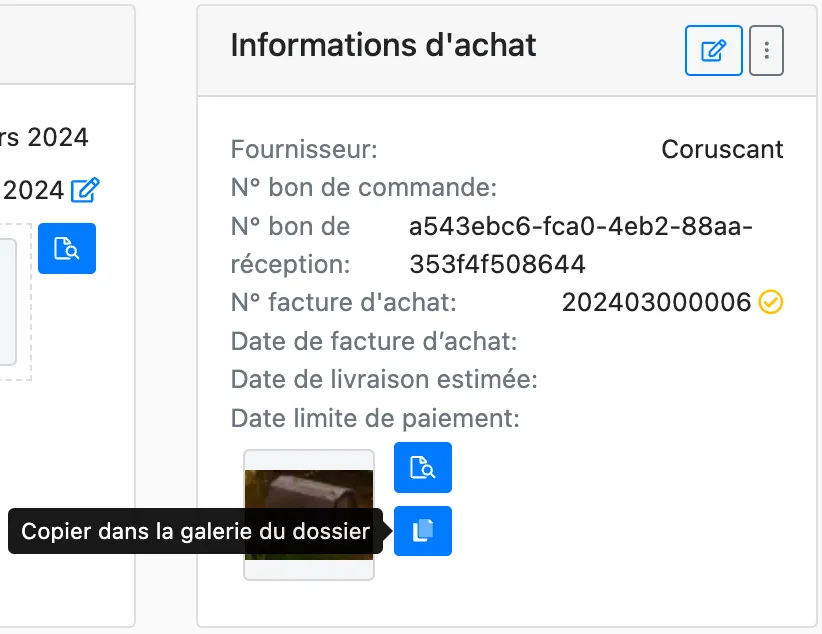 Informations d'achat
rs 2024
2024
Fournisseur: Coruscant
N° bon de commande:
N° bon de réception: a543ebc6-fca0-4eb2-88aa-
353f4f508644
N° facture d'achat: 202403000006
Date de facture d’achat:
Date de livraison estimée:
Date limite de paiement:
Copier dans la galerie du dossier